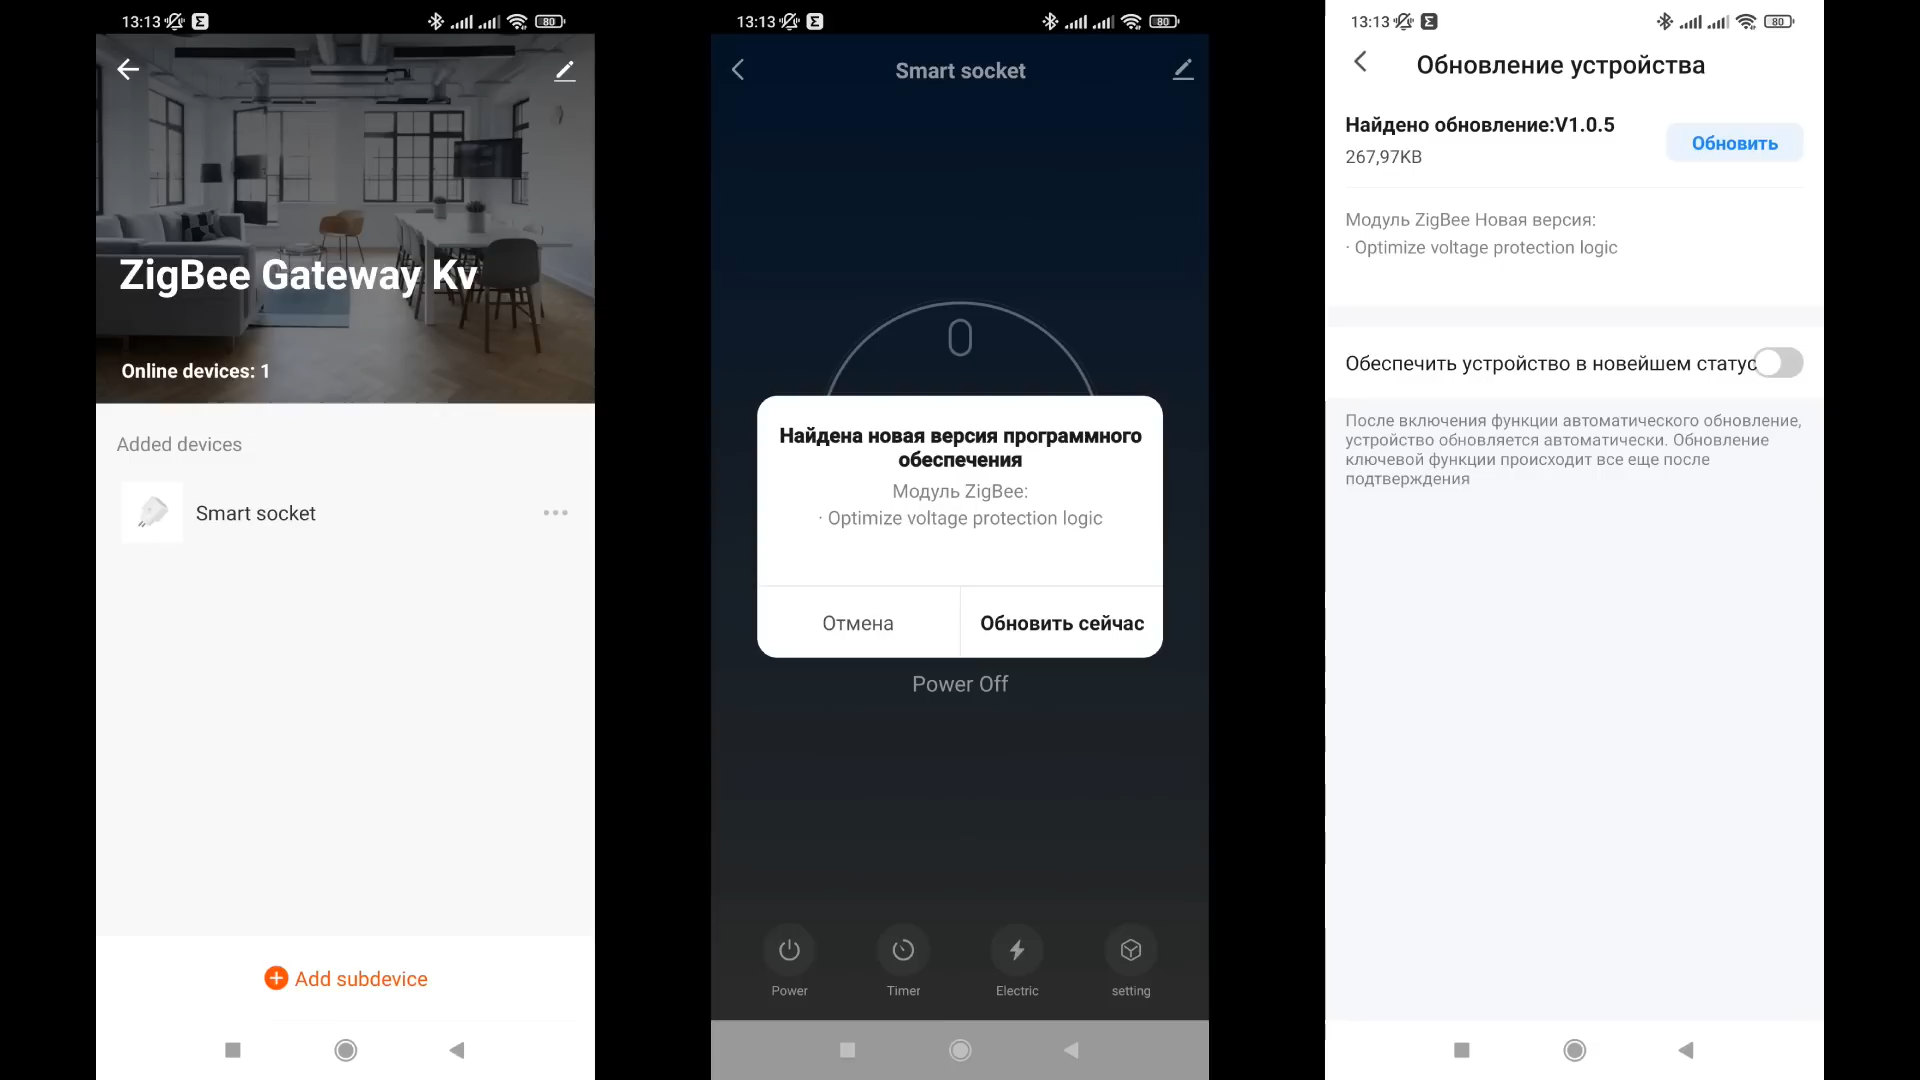 13:13
80
ZigBee Gateway Kv
Online devices: 1
Added devices
Smart socket
Add subdevice
13:13
80
Smart socket
Найдена новая версия программного
обеспечения
Модуль ZigBee:
· Optimize voltage protection logic
Отмена
Обновить сейчас
Power Off
Power
Timer
Electric
setting
13:13
80
Обновление устройства
Найдено обновление:V1.0.5
267,97KB
Обновить
Модуль ZigBee Новая версия:
· Optimize voltage protection logic
Обеспечить устройство в новейшем статус
После включения функции автоматического обновление,
устройство обновляется автоматически. Обновление
ключевой функции происходит все еще после
подтверждения